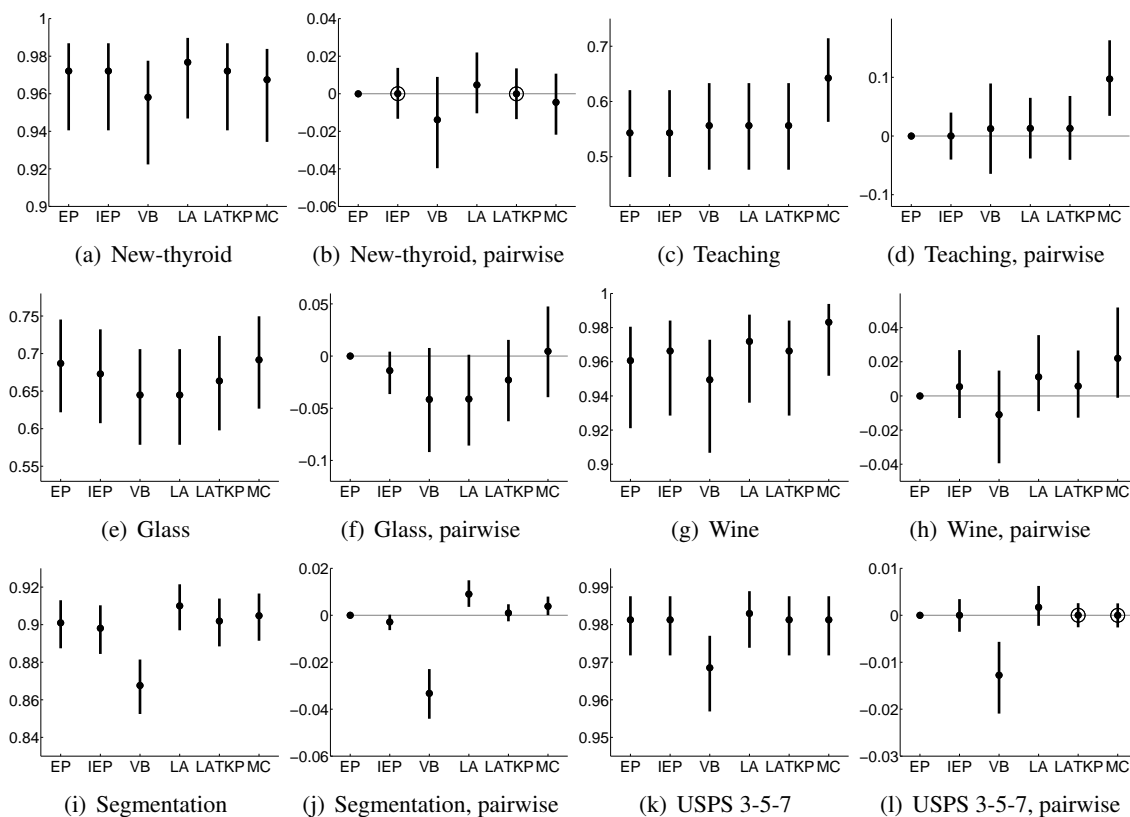 1
0.98
0.96
0.94
0.92
0.9
EP IEP VB LA LATKP MC
(a) New-thyroid
0.04
0.02
0
−0.02
−0.04
−0.06
EP IEP VB LA LATKP MC
(b) New-thyroid, pairwise
0.7
0.6
0.5
EP IEP VB LA LATKP MC
(c) Teaching
0.1
0
−0.1
EP IEP VB LA LATKP MC
(d) Teaching, pairwise
0.75
0.7
0.65
0.6
0.55
EP IEP VB LA LATKP MC
(e) Glass
0.05
0
−0.05
−0.1
EP IEP VB LA LATKP MC
(f) Glass, pairwise
1
0.98
0.96
0.94
0.92
0.9
EP IEP VB LA LATKP MC
(g) Wine
0.04
0.02
0
−0.02
−0.04
EP IEP VB LA LATKP MC
(h) Wine, pairwise
0.92
0.9
0.88
0.86
0.84
EP IEP VB LA LATKP MC
(i) Segmentation
0.02
0
−0.02
−0.04
−0.06
EP IEP VB LA LATKP MC
(j) Segmentation, pairwise
0.99
0.98
0.97
0.96
0.95
EP IEP VB LA LATKP MC
(k) USPS 3-5-7
0.01
0
−0.01
−0.02
−0.03
EP IEP VB LA LATKP MC
(l) USPS 3-5-7, pairwise